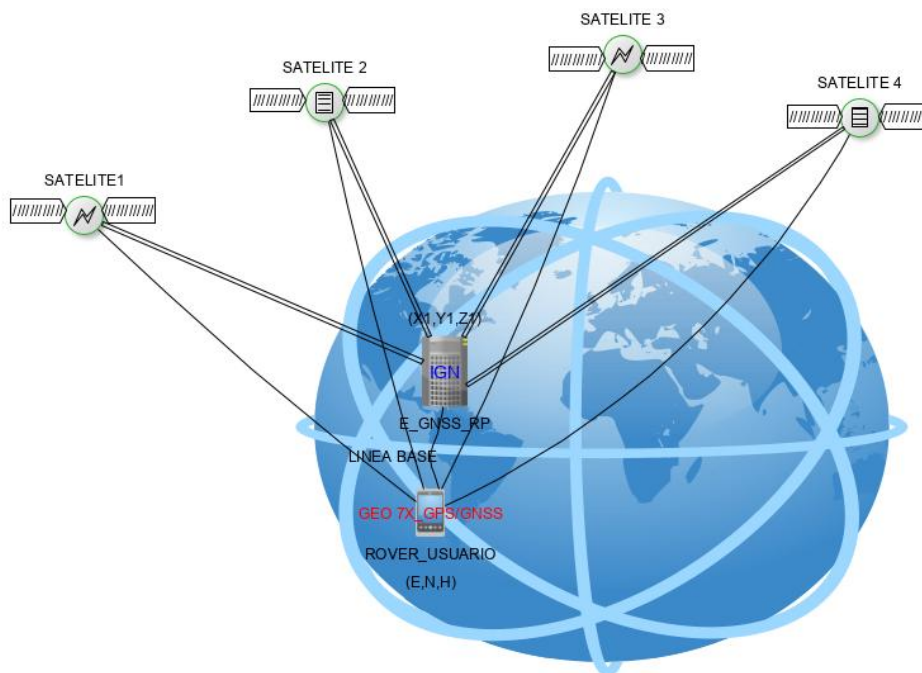 SATELITE 3
SATELITE 2
SATELITE 4
SATELITE1
(X1,Y1,Z1)
IGN
E_GNSS_RP
LINEA BASE
GEO 7X_GPS/GNSS
ROVER_USUARIO
(E,N,H)